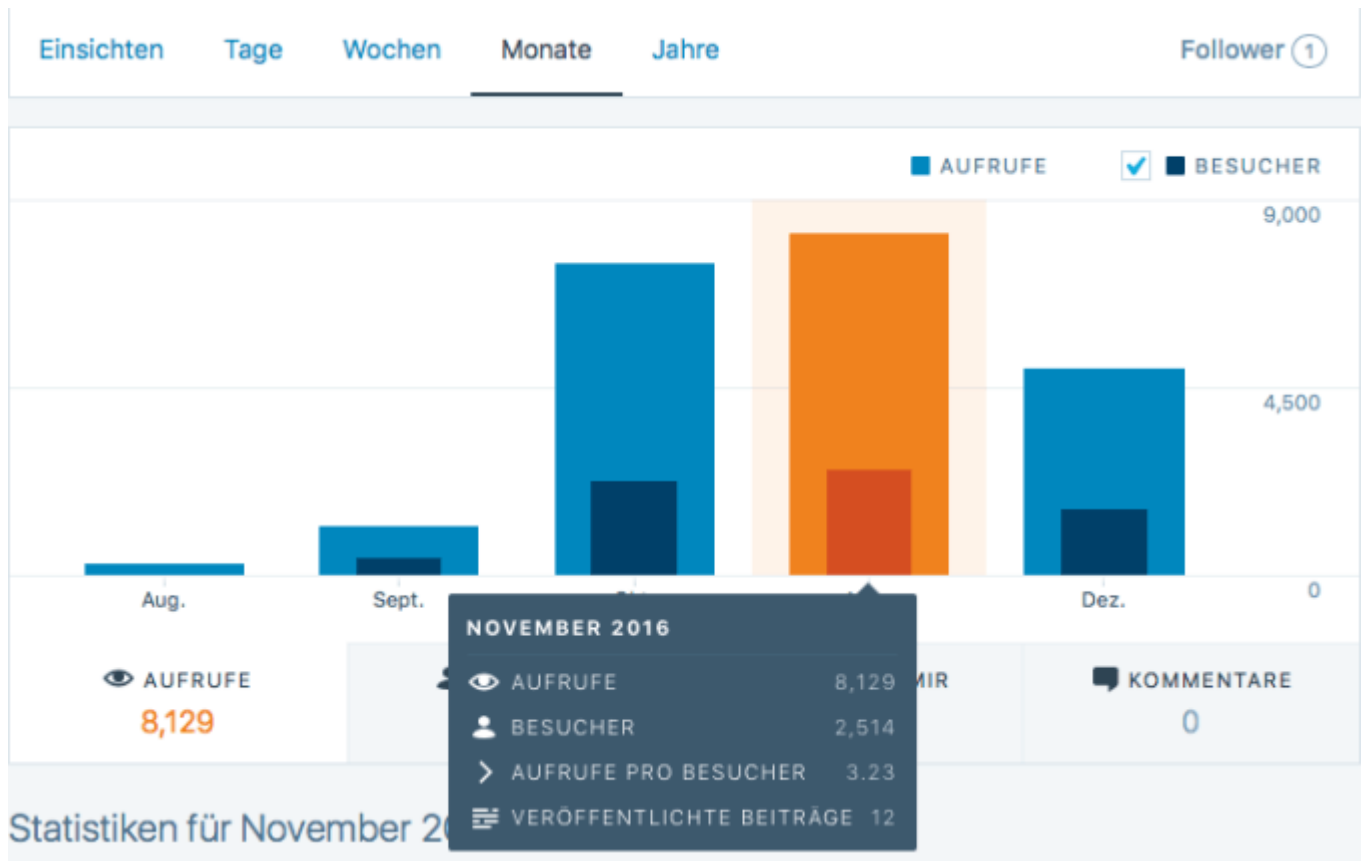 Einsichten Tage Wochen Monate Jahre Follower 1
AUFRUFE BESUCHER
9,000
4,500
0
Aug. Sept. Dez.
NOVEMBER 2016
AUFRUFE 8,129
BESUCHER 2,514
AUFRUFE PRO BESUCHER 3.23
VERÖFFENTLICHTE BEITRÄGE 12
AUFRUFE MIR KOMMENTARE
8,129 0
Statistiken für November 2